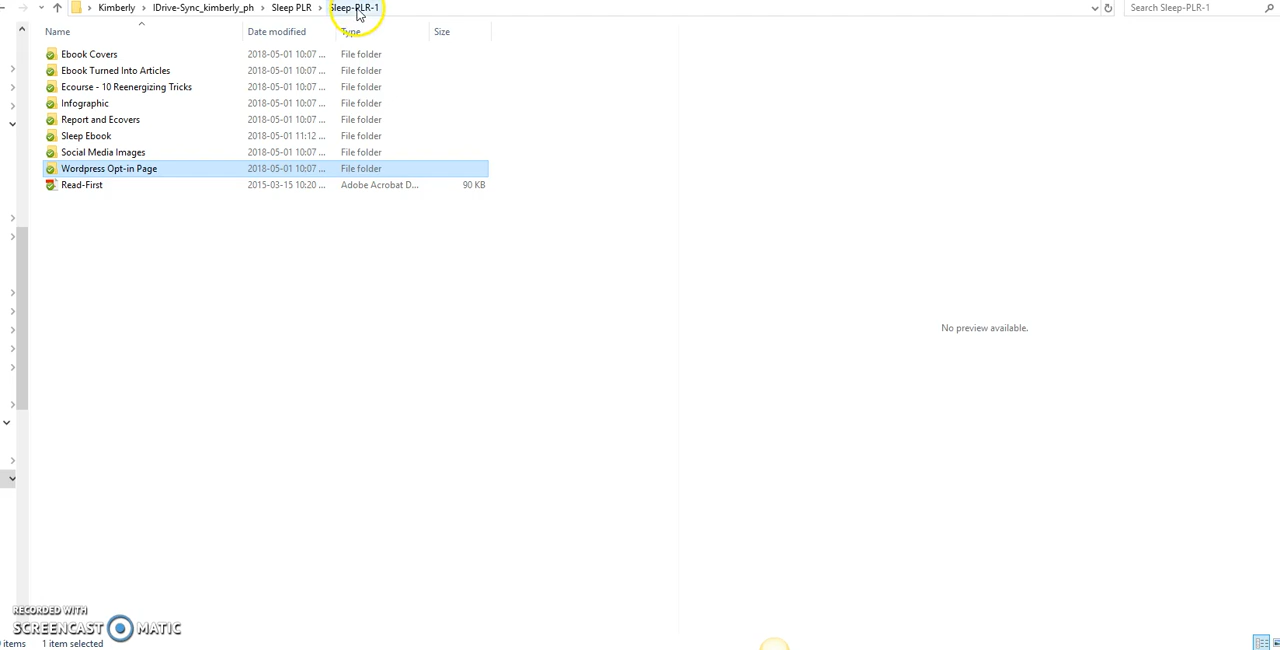 Kimberly > IDrive-Sync_kimberly_ph > Sleep PLR > Sleep-PLR-1 Search Sleep-PLR-1
Name Date modified Type Size
Ebook Covers 2018-05-01 10:07 ... File folder
Ebook Turned Into Articles 2018-05-01 10:07 ... File folder
Ecourse - 10 Reenergizing Tricks 2018-05-01 10:07 ... File folder
Infographic 2018-05-01 10:07 ... File folder
Report and Ecovers 2018-05-01 10:07 ... File folder
Sleep Ebook 2018-05-01 11:12 ... File folder
Social Media Images 2018-05-01 10:07 ... File folder
Wordpress Opt-in Page 2018-05-01 10:07 ... File folder
Read-First 2015-03-15 10:20 ... Adobe Acrobat D... 90 KB
No preview available.
RECORDED WITH
SCREENCAST MATIC
items 1 item selected